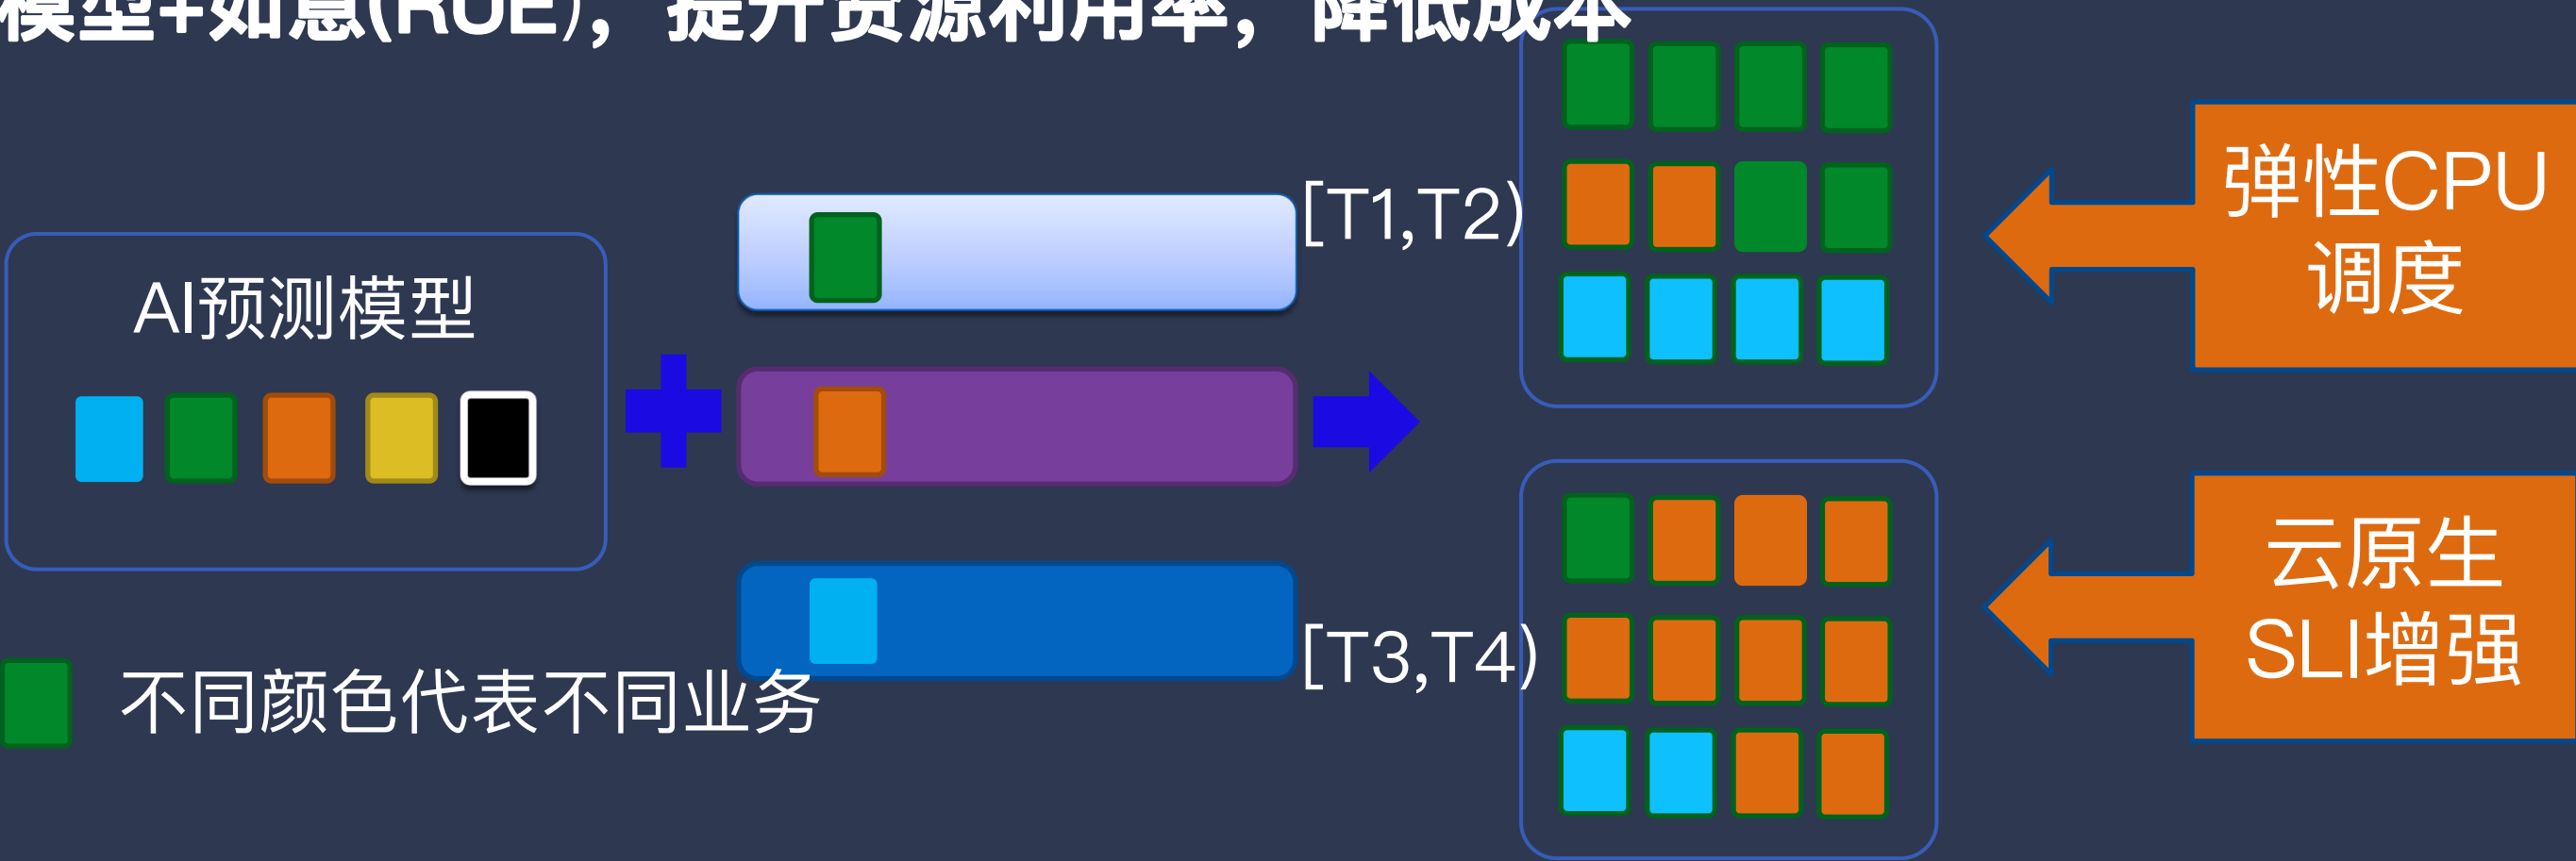 模型+如意(RUE)，提升资源利用率，降低成本
[T1,T2)
弹性CPU
调度
AI预测模型
云原生
SLI增强
[T3,T4)
不同颜色代表不同业务